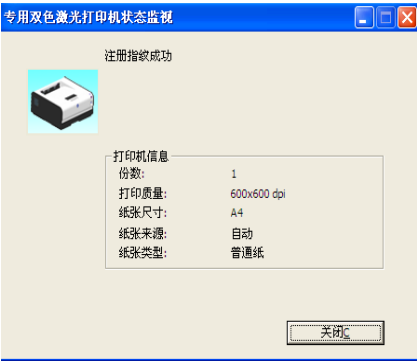 专用双色激光打印机状态监视
注册指纹成功
打印机信息
份数: 1
打印质量: 600x600 dpi
纸张尺寸: A4
纸张来源: 自动
纸张类型: 普通纸
关闭C